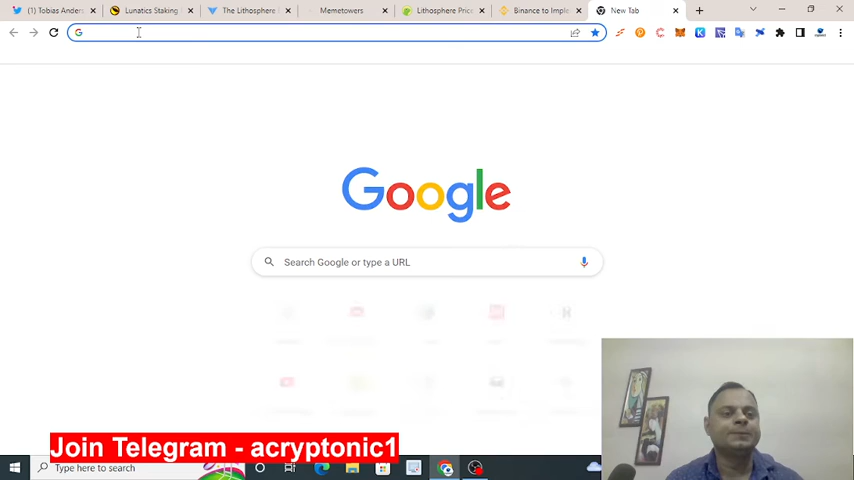 (1) Tobias Anders
Lunatics Staking
The Lithosphere
Memetowers
Lithosphere Price
Binance to Imple
New Tab
Google
Search Google or type a URL
Join Telegram - acryptonic1
Type here to search